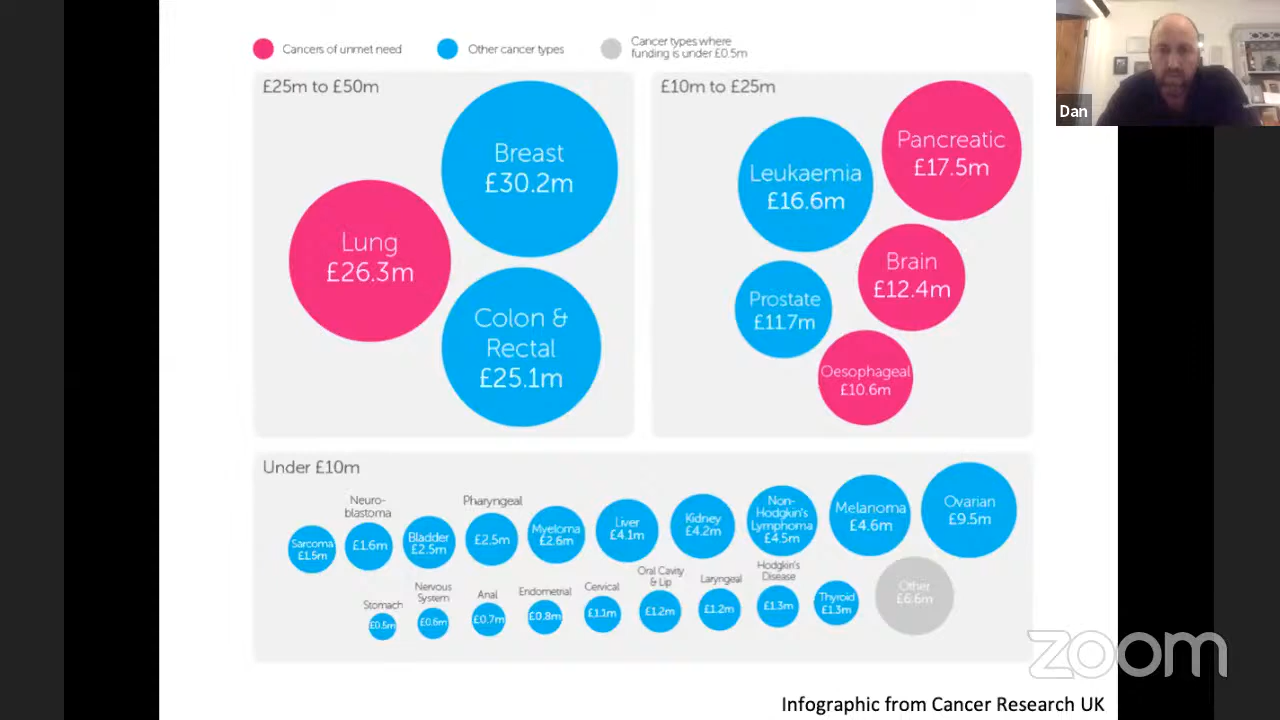 Cancers of unmet need
Other cancer types
Cancer types where
funding is under £0.5m
£25m to £50m
Breast
£30.2m
Lung
£26.3m
Colon &
Rectal
£25.1m
£10m to £25m
Pancreatic
£17.5m
Leukaemia
£16.6m
Brain
£12.4m
Prostate
£11.7m
Oesophageal
£10.6m
Under £10m
Sarcoma
£1.5m
Neuro-
blastoma
£1.6m
Bladder
£2.5m
Pharyngeal
£2.5m
Myeloma
£2.6m
Liver
£4.1m
Kidney
£4.2m
Non-
Hodgkin's
Lymphoma
£4.5m
Melanoma
£4.6m
Ovarian
£9.5m
Stomach
£0.5m
Nervous
System
£0.6m
Anal
£0.7m
Endometrial
£0.8m
Cervical
£1.1m
Oral Cavity
& Lip
£1.2m
Laryngeal
£1.2m
Hodgkin's
Disease
£1.3m
Thyroid
£1.3m
Other
£6.6m
Infographic from Cancer Research UK
Dan
zoom